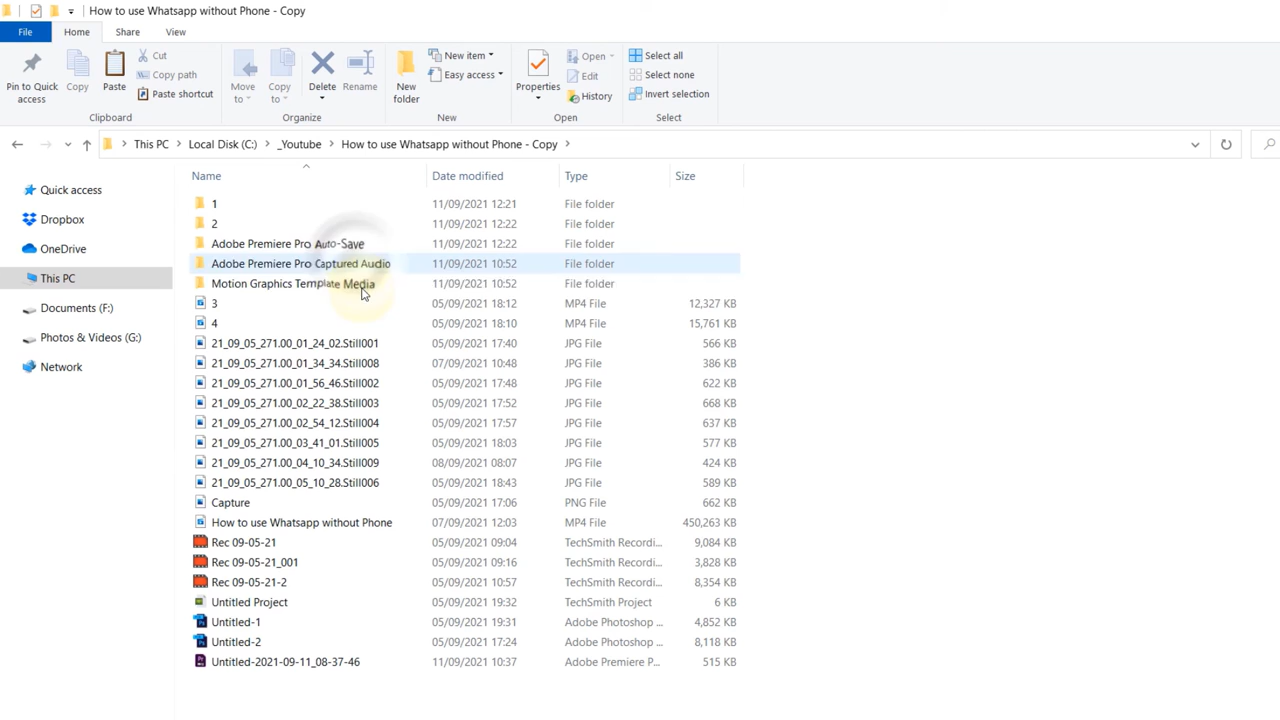 How to use Whatsapp without Phone - Copy
File Home Share View
Pin to Quick access
Copy
Paste
Cut
Copy path
Paste shortcut
Clipboard
Move to
Copy to
Delete
Rename
Organize
New folder
New item
Easy access
New
Properties
Open
Edit
History
Open
Select all
Select none
Invert selection
Select
This PC Local Disk (C:) _Youtube How to use Whatsapp without Phone - Copy
Quick access
Dropbox
OneDrive
This PC
Documents (F:)
Photos & Videos (G:)
Network
Name Date modified Type Size
1 11/09/2021 12:21 File folder
2 11/09/2021 12:22 File folder
Adobe Premiere Pro Auto-Save 11/09/2021 12:22 File folder
Adobe Premiere Pro Captured Audio 11/09/2021 10:52 File folder
Motion Graphics Template Media 11/09/2021 10:52 File folder
3 05/09/2021 18:12 MP4 File 12,327 KB
4 05/09/2021 18:10 MP4 File 15,761 KB
21_09_05_271.00_01_24_02.Still001 05/09/2021 17:40 JPG File 566 KB
21_09_05_271.00_01_34_34.Still008 07/09/2021 10:48 JPG File 386 KB
21_09_05_271.00_01_56_46.Still002 05/09/2021 17:48 JPG File 622 KB
21_09_05_271.00_02_22_38.Still003 05/09/2021 17:52 JPG File 668 KB
21_09_05_271.00_02_54_12.Still004 05/09/2021 17:57 JPG File 637 KB
21_09_05_271.00_03_41_01.Still005 05/09/2021 18:03 JPG File 577 KB
21_09_05_271.00_04_10_34.Still009 08/09/2021 08:07 JPG File 424 KB
21_09_05_271.00_05_10_28.Still006 05/09/2021 18:43 JPG File 589 KB
Capture 05/09/2021 17:06 PNG File 662 KB
How to use Whatsapp without Phone 07/09/2021 12:03 MP4 File 450,263 KB
Rec 09-05-21 05/09/2021 09:04 TechSmith Recordi... 9,084 KB
Rec 09-05-21_001 05/09/2021 09:16 TechSmith Recordi... 3,828 KB
Rec 09-05-21-2 05/09/2021 10:57 TechSmith Recordi... 8,354 KB
Untitled Project 05/09/2021 19:32 TechSmith Project 6 KB
Untitled-1 05/09/2021 19:31 Adobe Photoshop ... 4,852 KB
Untitled-2 05/09/2021 17:24 Adobe Photoshop ... 8,118 KB
Untitled-2021-09-11_08-37-46 11/09/2021 10:37 Adobe Premiere P... 515 KB